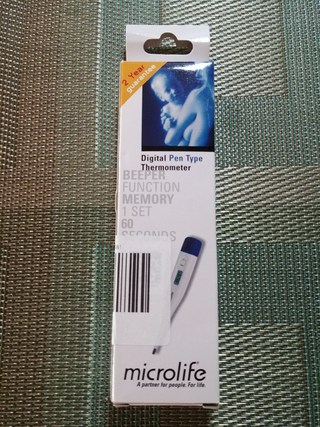 2 Year
guarantee
Digital Pen Type
Thermometer
BEEPER
FUNCTION
MEMORY
1 SET
60
SECONDS
microlife
A partner for people. For life.